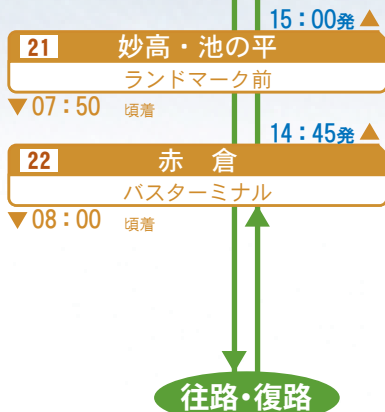 15:00発▲
21 妙高・池の平
ランドマーク前
▼07:50 頃着
14:45発▲
22 赤 倉
バスターミナル
▼08:00 頃着
往路・復路